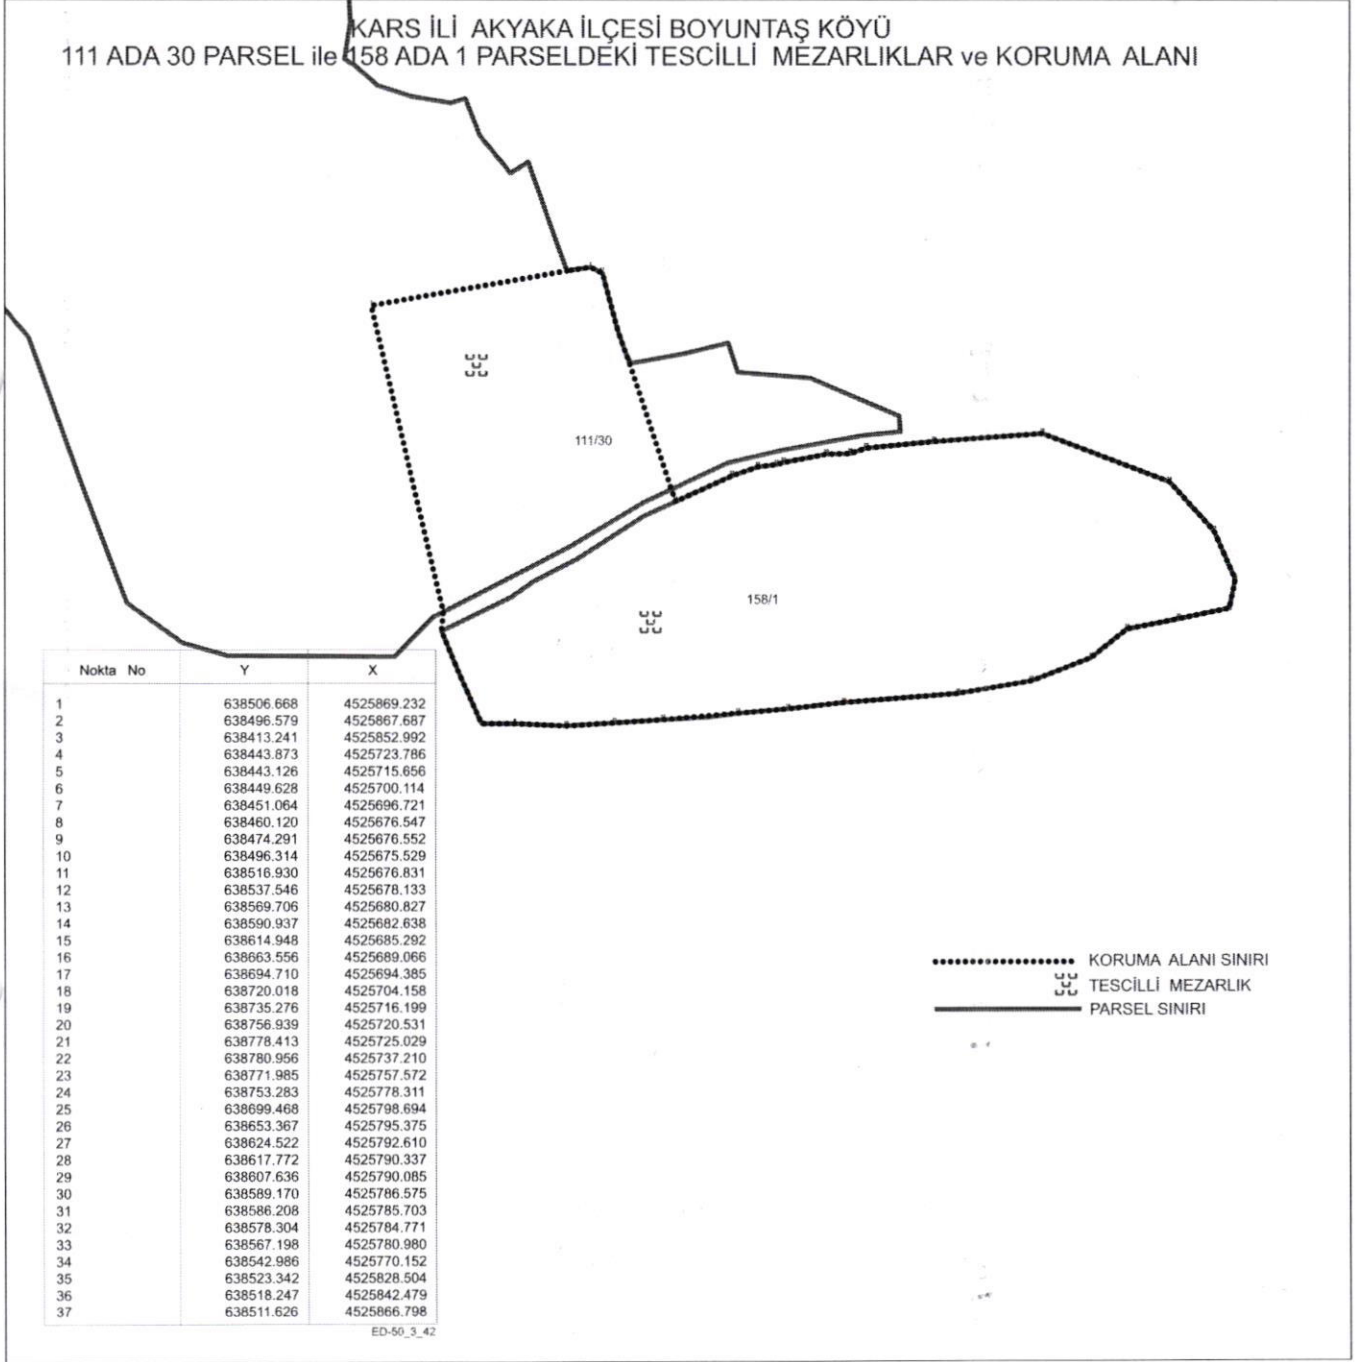 KARS İLİ AKYAKA İLÇESİ BOYUNTAŞ KÖYÜ
111 ADA 30 PARSEL ile 158 ADA 1 PARSELDEKİ TESCİLLİ MEZARLIKLAR ve KORUMA ALANI
111/30
158/1
Nokta No Y X
1 638506.668 4525869.232
2 638496.579 4525867.687
3 638413.241 4525852.992
4 638443.873 4525723.786
5 638443.126 4525715.656
6 638449.628 4525700.114
7 638451.064 4525696.721
8 638460.120 4525676.547
9 638474.291 4525676.552
10 638496.314 4525675.529
11 638516.930 4525676.831
12 638537.546 4525678.133
13 638569.706 4525680.827
14 638590.937 4525682.638
15 638614.948 4525685.292
16 638663.556 4525689.066
17 638694.710 4525694.385
18 638720.018 4525704.158
19 638735.276 4525716.199
20 638756.939 4525720.531
21 638778.413 4525725.029
22 638780.956 4525737.210
23 638771.985 4525757.572
24 638753.283 4525778.311
25 638699.468 4525798.694
26 638653.367 4525795.375
27 638624.522 4525792.610
28 638617.772 4525790.337
29 638607.636 4525790.085
30 638589.170 4525786.575
31 638586.208 4525785.703
32 638578.304 4525784.771
33 638567.198 4525780.980
34 638542.986 4525770.152
35 638523.342 4525828.504
36 638518.247 4525842.479
37 638511.626 4525866.798
ED-50_3_42
KORUMA ALANI SINIRI
TESCİLLİ MEZARLIK
PARSEL SINIRI